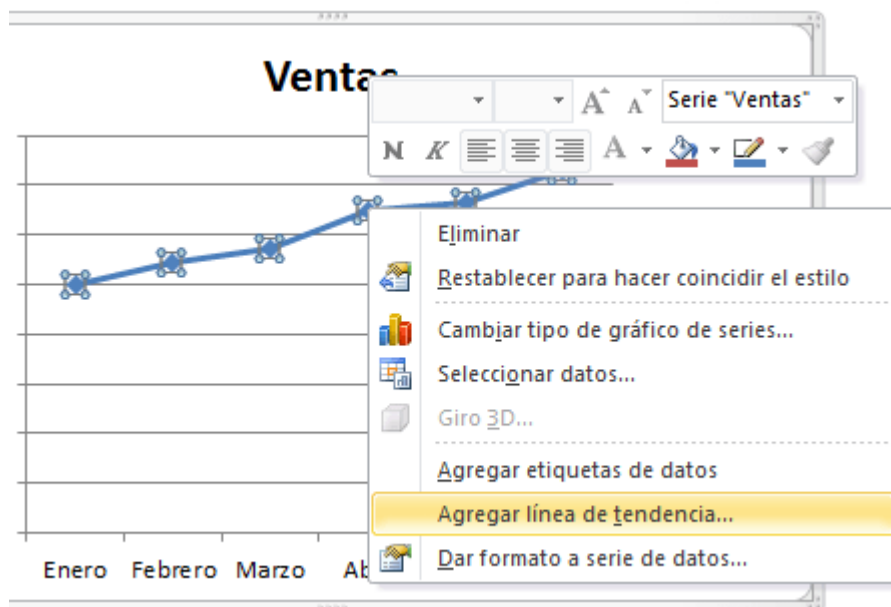 Ventas
Serie "Ventas"
A A
N K A
Eliminar
Restablecer para hacer coincidir el estilo
Cambiar tipo de gráfico de series...
Seleccionar datos...
Giro 3D...
Agregar etiquetas de datos
Agregar línea de tendencia...
Dar formato a serie de datos...
Enero Febrero Marzo Ab